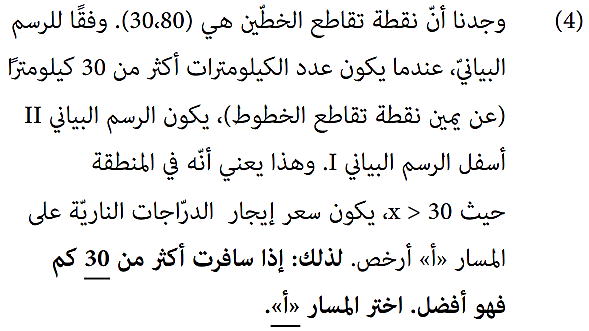 (4) وجدنا أنّ نقطة تقاطع الخطّين هي (30،80). وفقًا للرسم
البيانيّ، عندما يكون عدد الكيلومترات أكثر من 30 كيلومترًا
(عن يمين نقطة تقاطع الخطوط)، يكون الرسم البياني II
أسفل الرسم البياني I. وهذا يعني أنّه في المنطقة
حيث x > 30، يكون سعر إيجار الدرّاجات الناريّة على
المسار «أ» أرخص. لذلك: إذا سافرت أكثر من 30 كم
فهو أفضل. اختر المسار «أ».